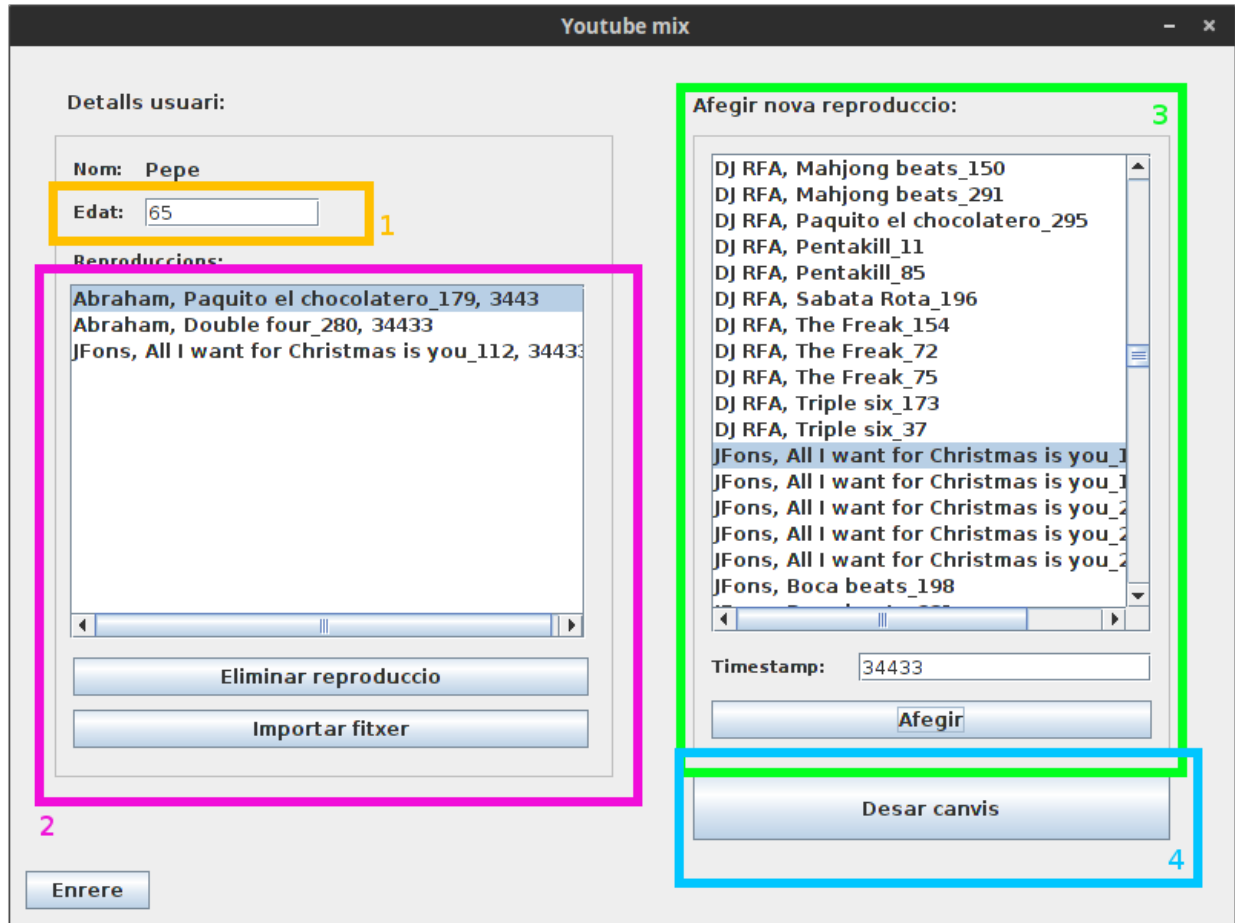 Youtube mix
Detalls usuari:
Nom: Pepe
Edat: 65
1
Reproduccions:
Abraham, Paquito el chocolatero_179, 3443
Abraham, Double four_280, 34433
JFons, All I want for Christmas is you_112, 34433
Eliminar reproduccio
Importar fitxer
2
Enrere
Afegir nova reproduccio:
3
DJ RFA, Mahjong beats_150
DJ RFA, Mahjong beats_291
DJ RFA, Paquito el chocolatero_295
DJ RFA, Pentakill_11
DJ RFA, Pentakill_85
DJ RFA, Sabata Rota_196
DJ RFA, The Freak_154
DJ RFA, The Freak_72
DJ RFA, The Freak_75
DJ RFA, Triple six_173
DJ RFA, Triple six_37
JFons, All I want for Christmas is you_1
JFons, All I want for Christmas is you_1
JFons, All I want for Christmas is you_2
JFons, All I want for Christmas is you_2
JFons, All I want for Christmas is you_2
JFons, Boca beats_198
Timestamp: 34433
Afegir
Desar canvis
4